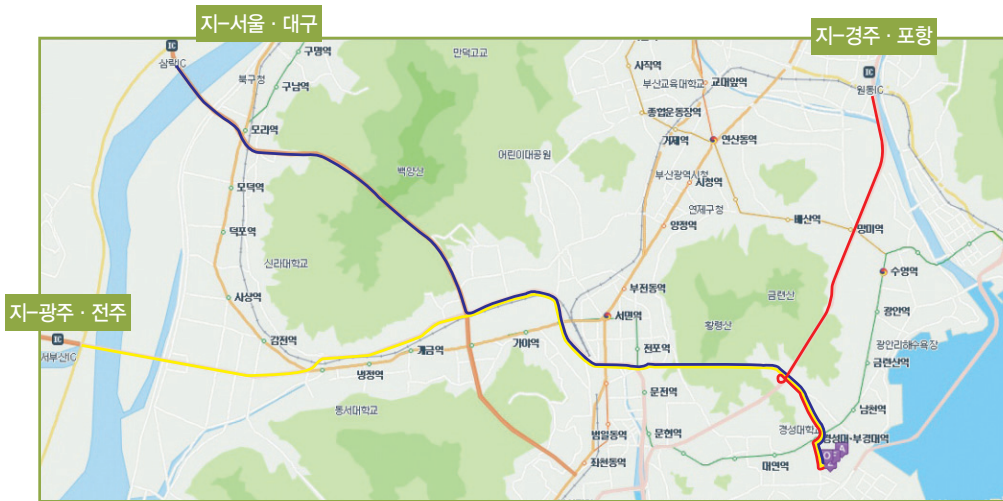 지-서울 · 대구
지-경주 · 포항
지-광주 · 전주
IC
삼락IC
북구청
구명역
구남역
모라역
모덕역
덕포역
신라대학교
사상역
감전역
IC
서부산IC
냉정역
개금역
가야역
동서대학교
만덕고교
백양산
어린이대공원
사직역
부산교육대학교
교대앞역
종합운동장역
거제역
연산동역
부산광역시청
시청역
연제구청
양정역
부전동역
서면역
전포역
문전역
문현역
범일동역
좌천동역
IC
원동IC
배산역
망미역
수영역
금련산
황령산
광안역
광안리해수욕장
금련산역
남천역
경성대학교
경성대·부경대역
대연역
A